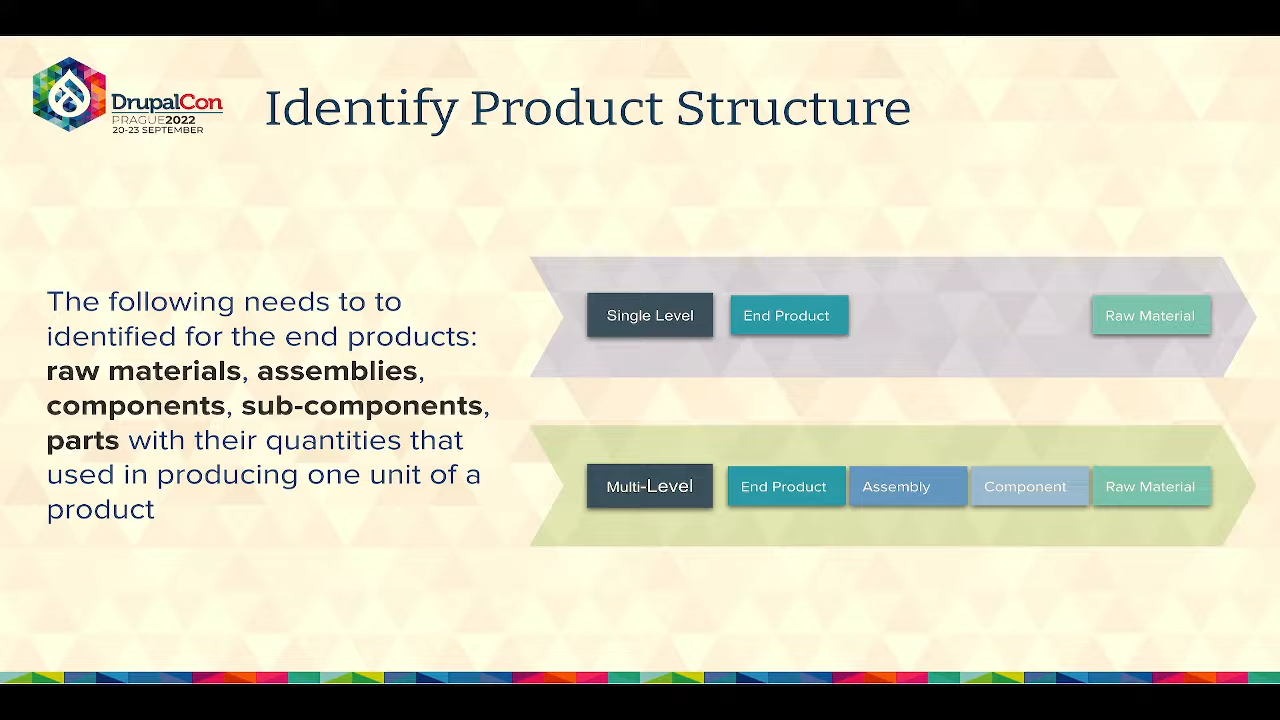 DrupalCon
PRAGUE2022
20-23 SEPTEMBER
Identify Product Structure
The following needs to to
identified for the end products:
raw materials, assemblies,
components, sub-components,
parts with their quantities that
used in producing one unit of a
product
Single Level
End Product
Raw Material
Multi-Level
End Product
Assembly
Component
Raw Material